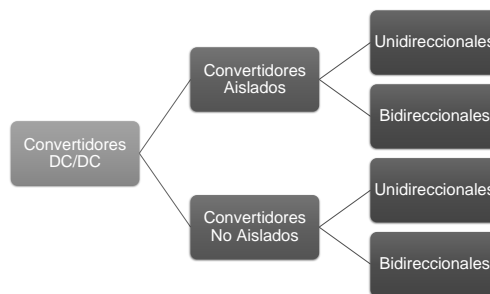 Convertidores
DC/DC
Convertidores
Aislados
Unidireccionales
Bidireccionales
Convertidores
No Aislados
Unidireccionales
Bidireccionales